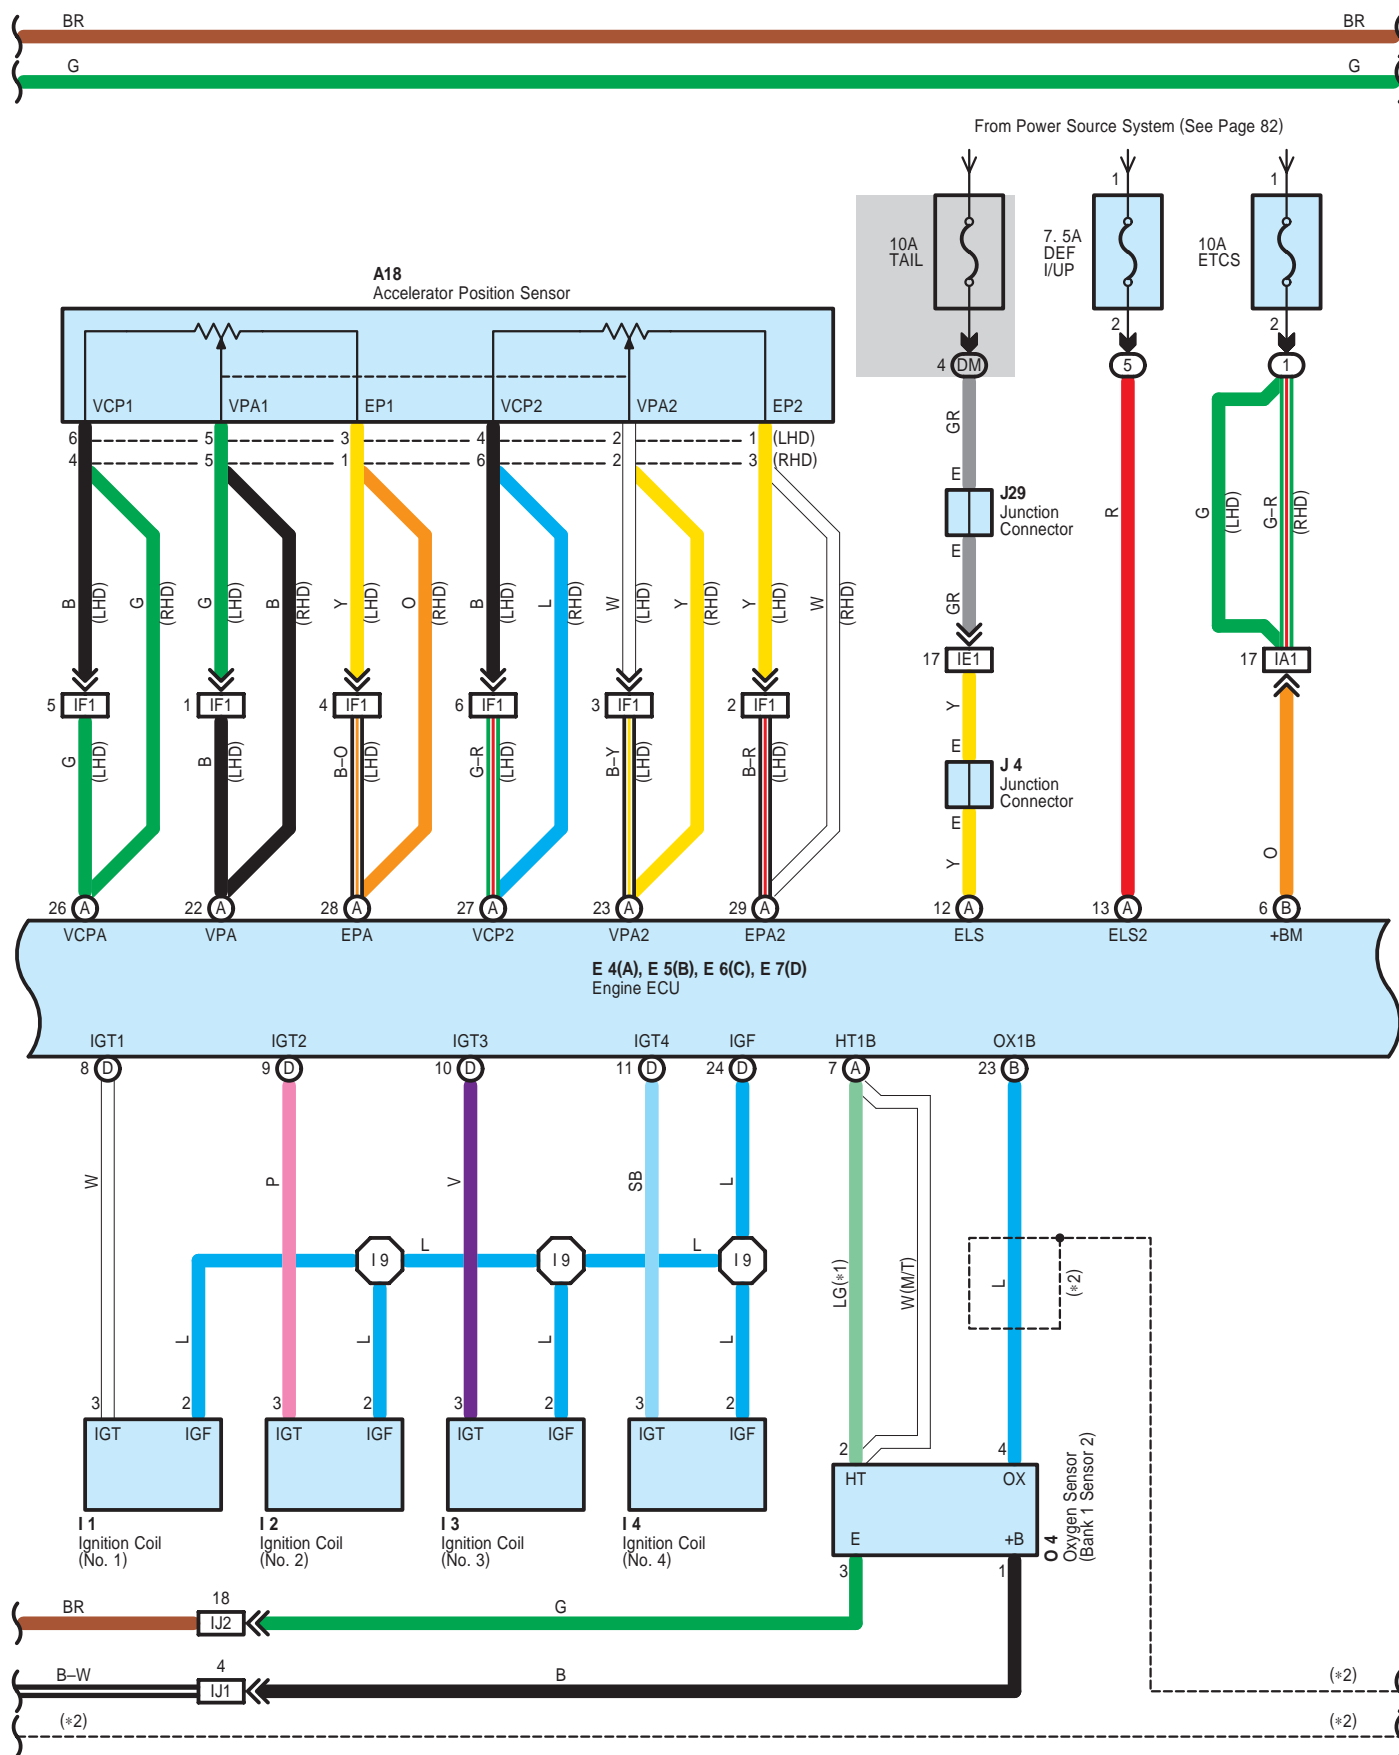 BR BR
G G
From Power Source System (See Page 82)
1 1
10A
TAIL
7. 5A
DEF
I/UP
10A
ETCS
2 2
4 DM 5 1
A18
Accelerator Position Sensor
VCP1 VPA1 EP1 VCP2 VPA2 EP2
6 5 3 4 2 1 (LHD)
4 5 1 6 2 3 (RHD)
GR
E
J29
Junction
Connector
E
GR
R
G
(LHD)
G–R
(RHD)
B
(LHD)
G
(RHD)
G
(LHD)
B
(RHD)
Y
(LHD)
O
(RHD)
B
(LHD)
L
(RHD)
W
(LHD)
Y
(RHD)
Y
(LHD)
W
(RHD)
17 IE1
17 IA1
5 IF1 1 IF1 4 IF1 6 IF1 3 IF1 2 IF1
G
(LHD)
B
(LHD)
B–O
(LHD)
G–R
(LHD)
B–Y
(LHD)
B–R
(LHD)
Y
E
J 4
Junction
Connector
E
Y
O
26 A 22 A 28 A 27 A 23 A 29 A 12 A 13 A 6 B
VCPA VPA EPA VCP2 VPA2 EPA2 ELS ELS2 +BM
E 4(A), E 5(B), E 6(C), E 7(D)
Engine ECU
IGT1 IGT2 IGT3 IGT4 IGF HT1B OX1B
8 D 9 D 10 D 11 D 24 D 7 A 23 B
W P V SB L
L L
I 9 I 9 I 9
LG(*1)
W(M/T)
L
(*2)
L L L L
3 2 3 2 3 2 3 2
IGT IGF IGT IGF IGT IGF IGT IGF
2 4
HT OX
E +B
3 1
O 4
Oxygen Sensor
(Bank 1 Sensor 2)
I 1
Ignition Coil
(No. 1)
I 2
Ignition Coil
(No. 2)
I 3
Ignition Coil
(No. 3)
I 4
Ignition Coil
(No. 4)
BR 18 G
IJ2
B–W 4 B (*2)
IJ1
(*2) (*2)